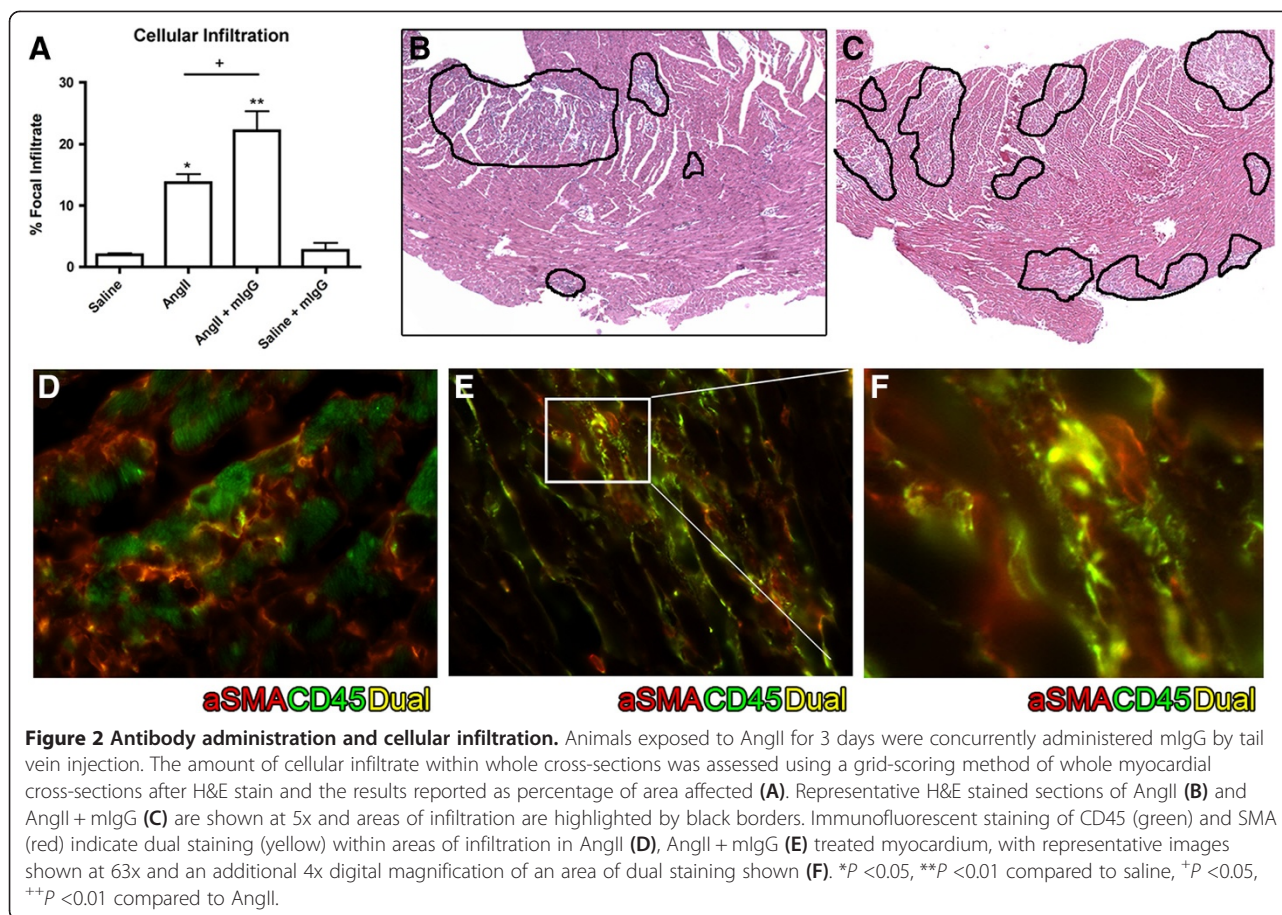 A
Cellular Infiltration
% Focal Infiltrate
30
20
10
0
*
+
**
Saline
AngII
AngII + mIgG
Saline + mIgG
B
C
D
aSMACD45Dual
E
aSMACD45Dual
F
aSMACD45Dual
Figure 2 Antibody administration and cellular infiltration. Animals exposed to AngII for 3 days were concurrently administered mIgG by tail
vein injection. The amount of cellular infiltrate within whole cross-sections was assessed using a grid-scoring method of whole myocardial
cross-sections after H&E stain and the results reported as percentage of area affected (A). Representative H&E stained sections of AngII (B) and
AngII + mIgG (C) are shown at 5x and areas of infiltration are highlighted by black borders. Immunofluorescent staining of CD45 (green) and SMA
(red) indicate dual staining (yellow) within areas of infiltration in AngII (D), AngII + mIgG (E) treated myocardium, with representative images
shown at 63x and an additional 4x digital magnification of an area of dual staining shown (F). *P <0.05, **P <0.01 compared to saline, +P <0.05,
++P <0.01 compared to AngII.